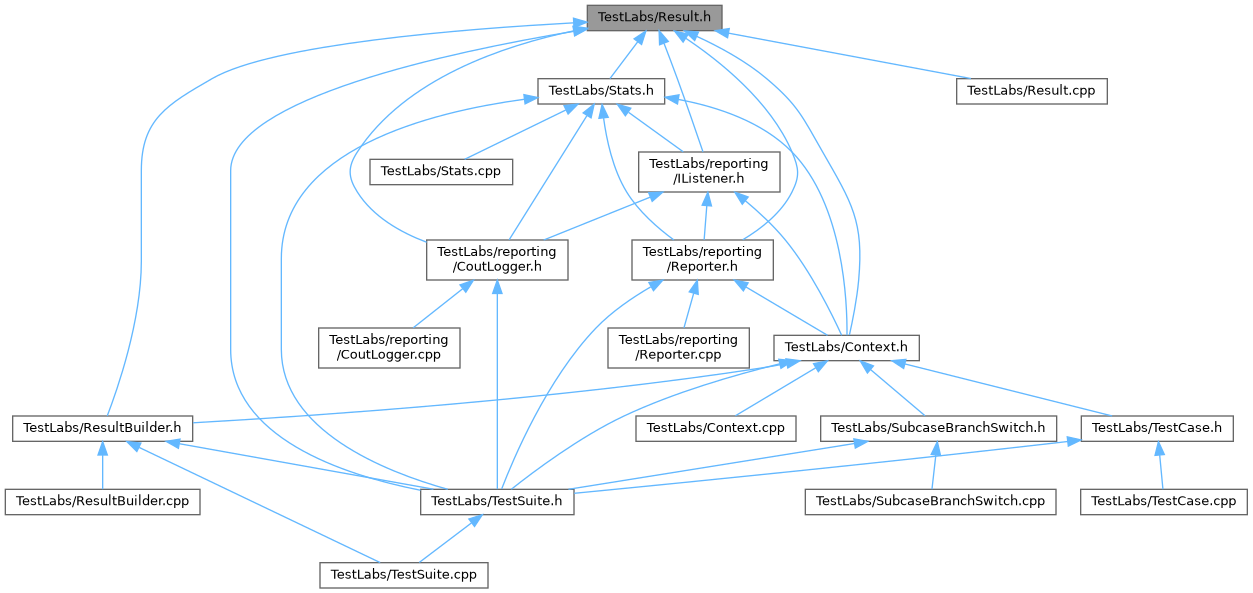 TestLabs/Result.h
TestLabs/Stats.h
TestLabs/Result.cpp
TestLabs/Stats.cpp
TestLabs/reporting
/IListener.h
TestLabs/reporting
/CoutLogger.h
TestLabs/reporting
/Reporter.h
TestLabs/reporting
/CoutLogger.cpp
TestLabs/reporting
/Reporter.cpp
TestLabs/Context.h
TestLabs/ResultBuilder.h
TestLabs/Context.cpp
TestLabs/SubcaseBranchSwitch.h
TestLabs/TestCase.h
TestLabs/ResultBuilder.cpp
TestLabs/TestSuite.h
TestLabs/SubcaseBranchSwitch.cpp
TestLabs/TestCase.cpp
TestLabs/TestSuite.cpp